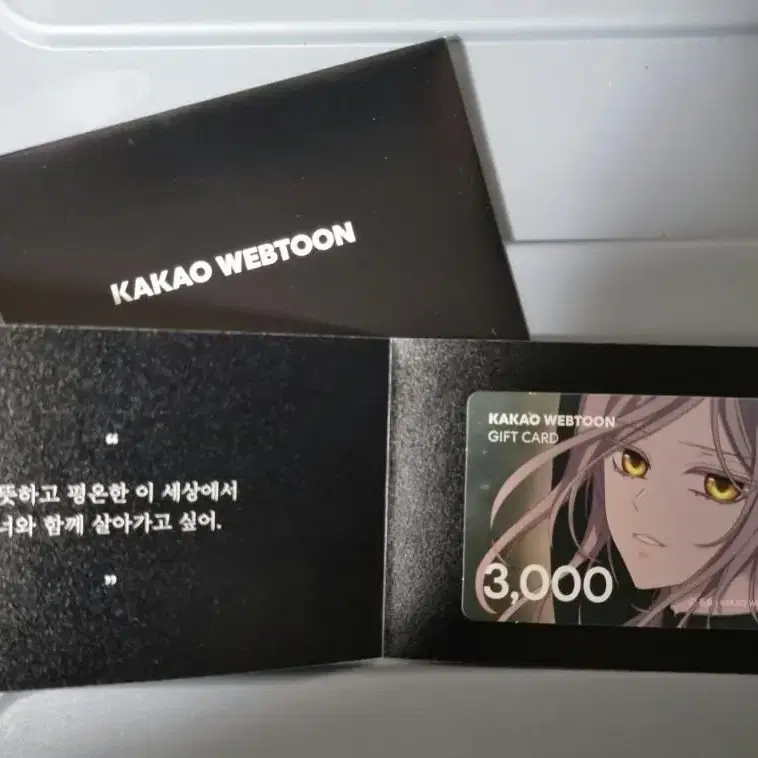 KAKAO WEBTOON
“
뜻하고 평온한 이 세상에서
너와 함께 살아가고 싶어.
”
KAKAO WEBTOON
GIFT CARD
3,000